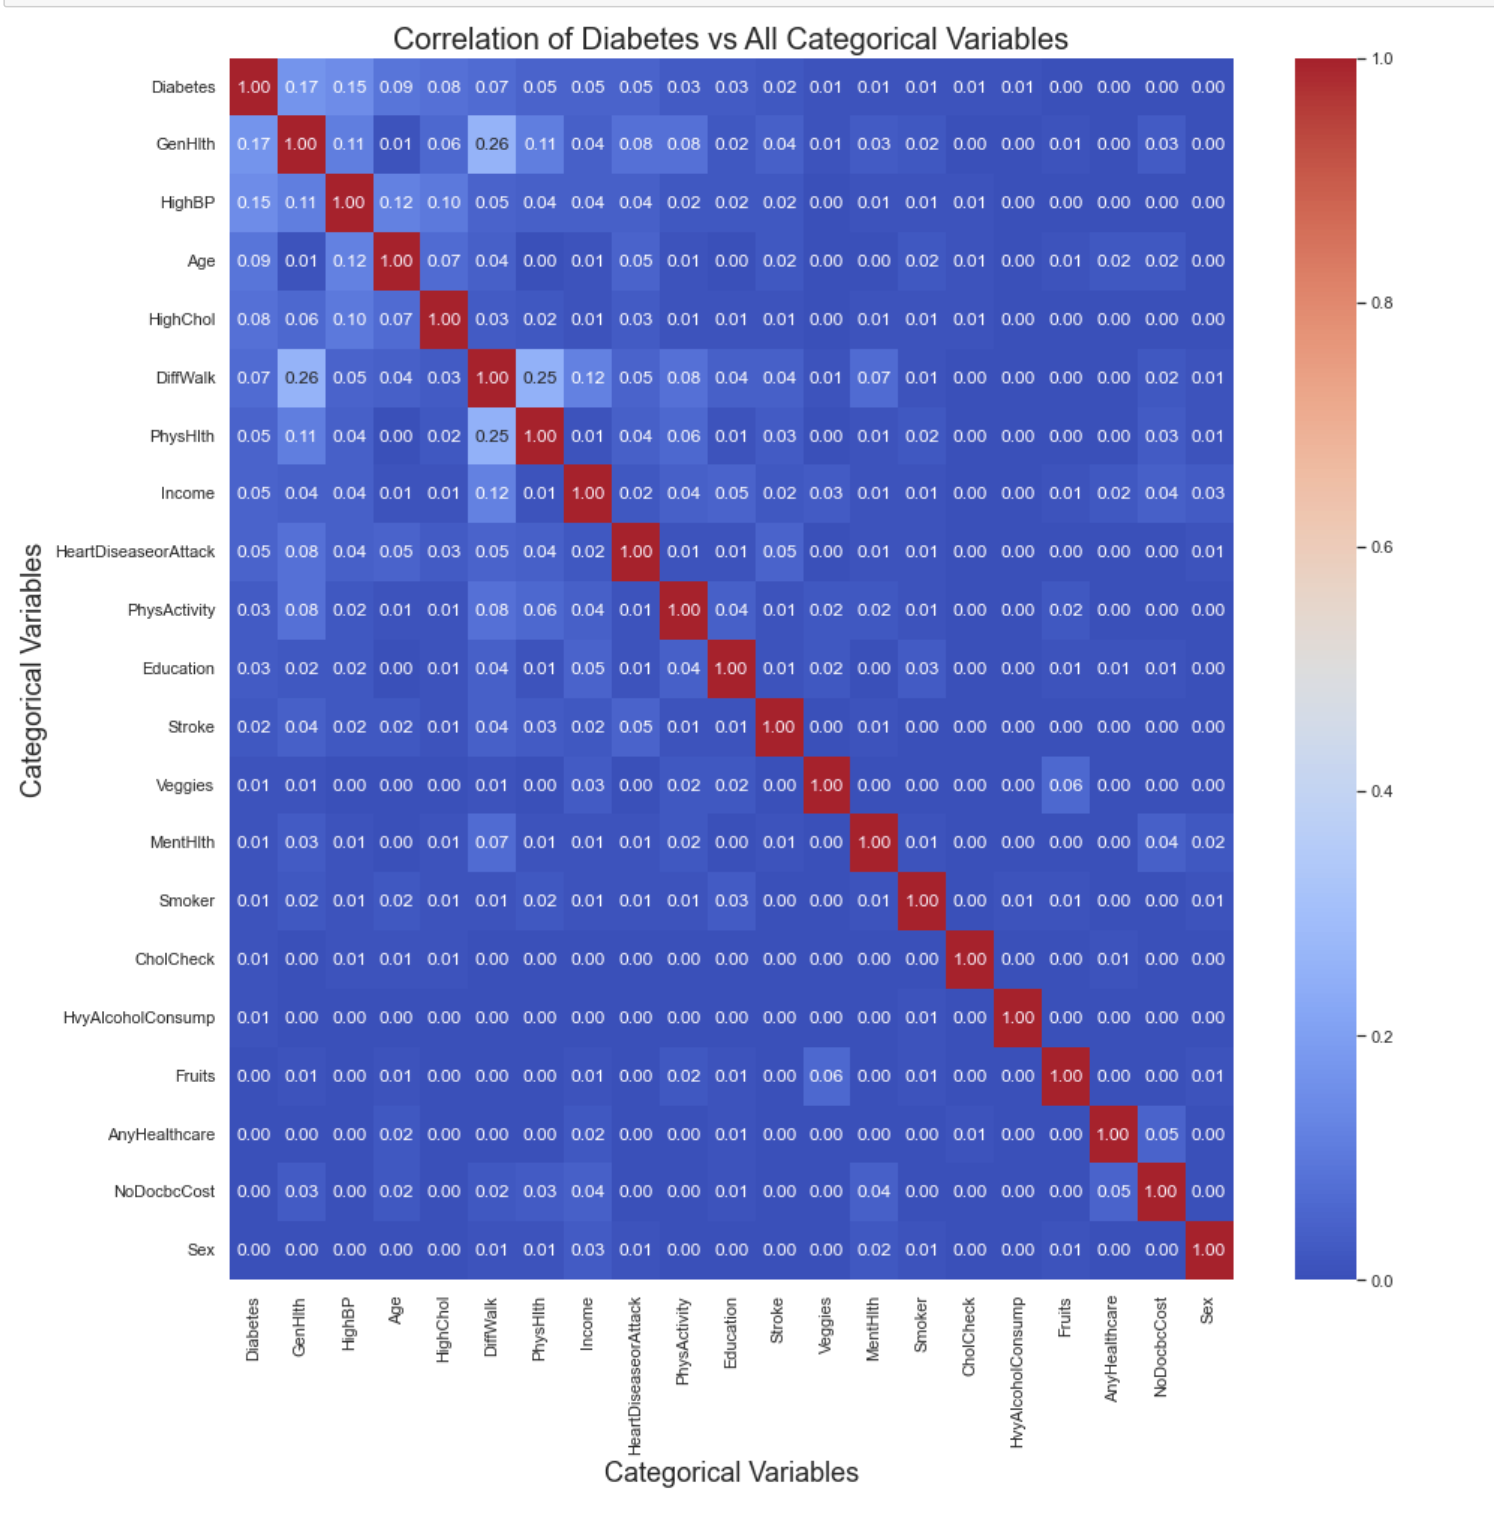 Correlation of Diabetes vs All Categorical Variables
Diabetes 1.00 0.17 0.15 0.09 0.08 0.07 0.05 0.05 0.05 0.03 0.03 0.02 0.01 0.01 0.01 0.01 0.01 0.00 0.00 0.00 0.00
GenHlth 0.17 1.00 0.11 0.01 0.06 0.26 0.11 0.04 0.08 0.08 0.02 0.04 0.01 0.03 0.02 0.00 0.00 0.01 0.00 0.03 0.00
HighBP 0.15 0.11 1.00 0.12 0.10 0.05 0.04 0.04 0.04 0.02 0.02 0.02 0.00 0.01 0.01 0.01 0.00 0.00 0.00 0.00 0.00
Age 0.09 0.01 0.12 1.00 0.07 0.04 0.00 0.01 0.05 0.01 0.00 0.02 0.00 0.00 0.02 0.01 0.00 0.01 0.02 0.02 0.00
HighChol 0.08 0.06 0.10 0.07 1.00 0.03 0.02 0.01 0.03 0.01 0.01 0.01 0.00 0.01 0.01 0.01 0.00 0.00 0.00 0.00 0.00
DiffWalk 0.07 0.26 0.05 0.04 0.03 1.00 0.25 0.12 0.05 0.08 0.04 0.04 0.01 0.07 0.01 0.00 0.00 0.00 0.00 0.02 0.01
PhysHlth 0.05 0.11 0.04 0.00 0.02 0.25 1.00 0.01 0.04 0.06 0.01 0.03 0.00 0.01 0.02 0.00 0.00 0.00 0.00 0.03 0.01
Income 0.05 0.04 0.04 0.01 0.01 0.12 0.01 1.00 0.02 0.04 0.05 0.02 0.03 0.01 0.01 0.00 0.00 0.01 0.02 0.04 0.03
HeartDiseaseorAttack 0.05 0.08 0.04 0.05 0.03 0.05 0.04 0.02 1.00 0.01 0.01 0.05 0.00 0.01 0.01 0.00 0.00 0.00 0.00 0.00 0.01
PhysActivity 0.03 0.08 0.02 0.01 0.01 0.08 0.06 0.04 0.01 1.00 0.04 0.01 0.02 0.02 0.01 0.00 0.00 0.02 0.00 0.00 0.00
Education 0.03 0.02 0.02 0.00 0.01 0.04 0.01 0.05 0.01 0.04 1.00 0.01 0.02 0.00 0.03 0.00 0.00 0.01 0.01 0.01 0.00
Stroke 0.02 0.04 0.02 0.02 0.01 0.04 0.03 0.02 0.05 0.01 0.01 1.00 0.00 0.01 0.00 0.00 0.00 0.00 0.00 0.00 0.00
Veggies 0.01 0.01 0.00 0.00 0.00 0.01 0.00 0.03 0.00 0.02 0.02 0.00 1.00 0.00 0.00 0.00 0.00 0.06 0.00 0.00 0.00
MentHlth 0.01 0.03 0.01 0.00 0.01 0.07 0.01 0.01 0.01 0.02 0.00 0.01 0.00 1.00 0.01 0.00 0.00 0.00 0.00 0.04 0.02
Smoker 0.01 0.02 0.01 0.02 0.01 0.01 0.02 0.01 0.01 0.01 0.03 0.00 0.00 0.01 1.00 0.00 0.01 0.01 0.00 0.00 0.01
CholCheck 0.01 0.00 0.01 0.01 0.01 0.00 0.00 0.00 0.00 0.00 0.00 0.00 0.00 0.00 0.00 1.00 0.00 0.00 0.01 0.00 0.00
HvyAlcoholConsump 0.01 0.00 0.00 0.00 0.00 0.00 0.00 0.00 0.00 0.00 0.00 0.00 0.00 0.00 0.01 0.00 1.00 0.00 0.00 0.00 0.00
Fruits 0.00 0.01 0.00 0.01 0.00 0.00 0.00 0.01 0.00 0.02 0.01 0.00 0.06 0.00 0.01 0.00 0.00 1.00 0.00 0.00 0.01
AnyHealthcare 0.00 0.00 0.00 0.02 0.00 0.00 0.00 0.02 0.00 0.00 0.01 0.00 0.00 0.00 0.00 0.01 0.00 0.00 1.00 0.05 0.00
NoDocbcCost 0.00 0.03 0.00 0.02 0.00 0.02 0.03 0.04 0.00 0.00 0.01 0.00 0.00 0.04 0.00 0.00 0.00 0.00 0.05 1.00 0.00
Sex 0.00 0.00 0.00 0.00 0.00 0.01 0.01 0.03 0.01 0.00 0.00 0.00 0.00 0.02 0.01 0.00 0.00 0.01 0.00 0.00 1.00
Categorical Variables
Diabetes
GenHlth
HighBP
Age
HighChol
DiffWalk
PhysHlth
Income
HeartDiseaseorAttack
PhysActivity
Education
Stroke
Veggies
MentHlth
Smoker
CholCheck
HvyAlcoholConsump
Fruits
AnyHealthcare
NoDocbcCost
Sex
Categorical Variables
1.0
0.8
0.6
0.4
0.2
0.0